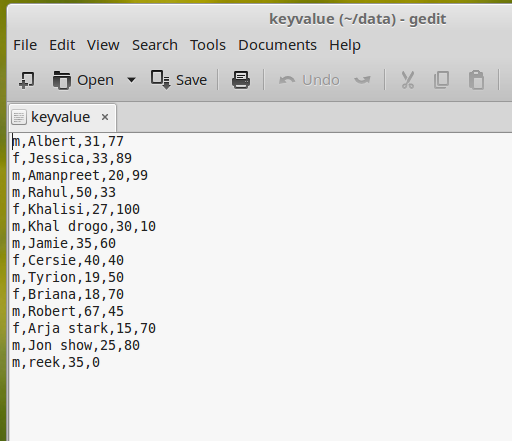 keyvalue (~/data) - gedit
File Edit View Search Tools Documents Help
Open Save Undo
keyvalue ×
m,Albert,31,77
f,Jessica,33,89
m,Amanpreet,20,99
m,Rahul,50,33
f,Khalisi,27,100
m,Khal drogo,30,10
m,Jamie,35,60
f,Cersie,40,40
m,Tyrion,19,50
f,Briana,18,70
m,Robert,67,45
f,Arja stark,15,70
m,Jon show,25,80
m,reek,35,0